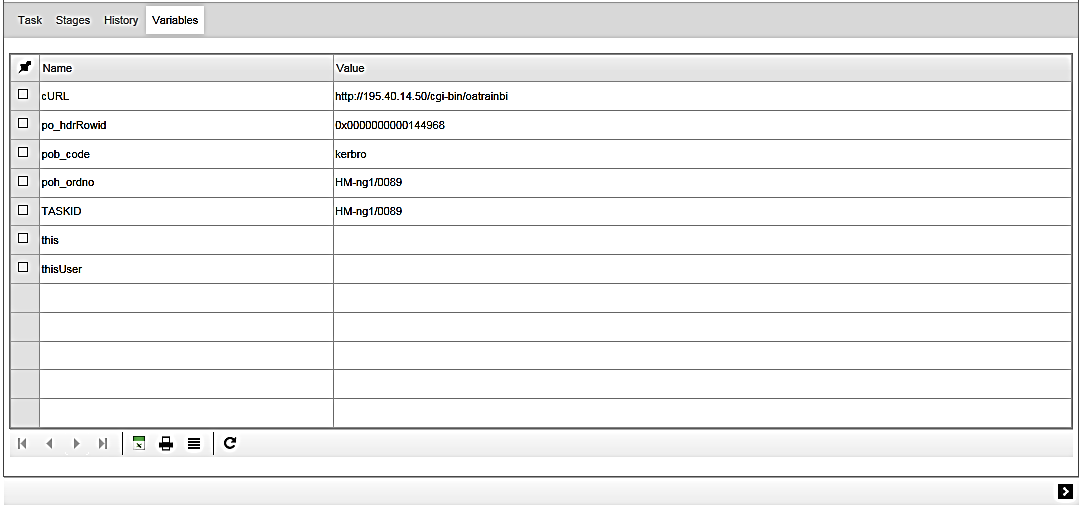 Task Stages History Variables
Name Value
cURL http://195.40.14.50/cgi-bin/oatrainbi
po_hdrRowid 0x0000000000144968
pob_code kerbro
poh_ordno HM-ng1/0089
TASKID HM-ng1/0089
this
thisUser